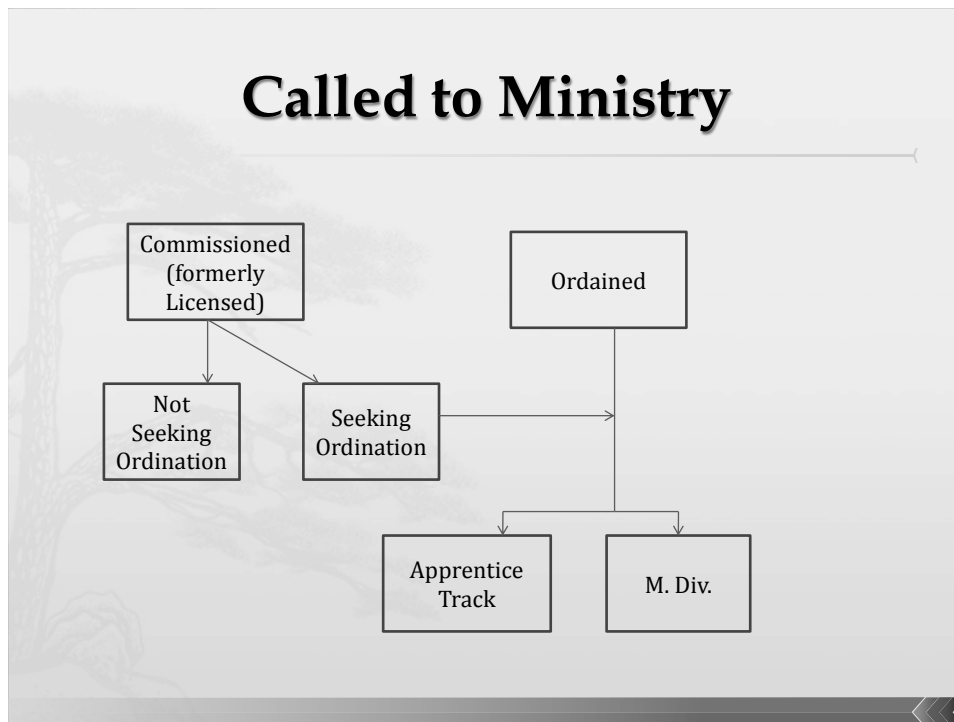 Called to Ministry
Commissioned
(formerly
Licensed)
Ordained
Not
Seeking
Ordination
Seeking
Ordination
Apprentice
Track
M. Div.